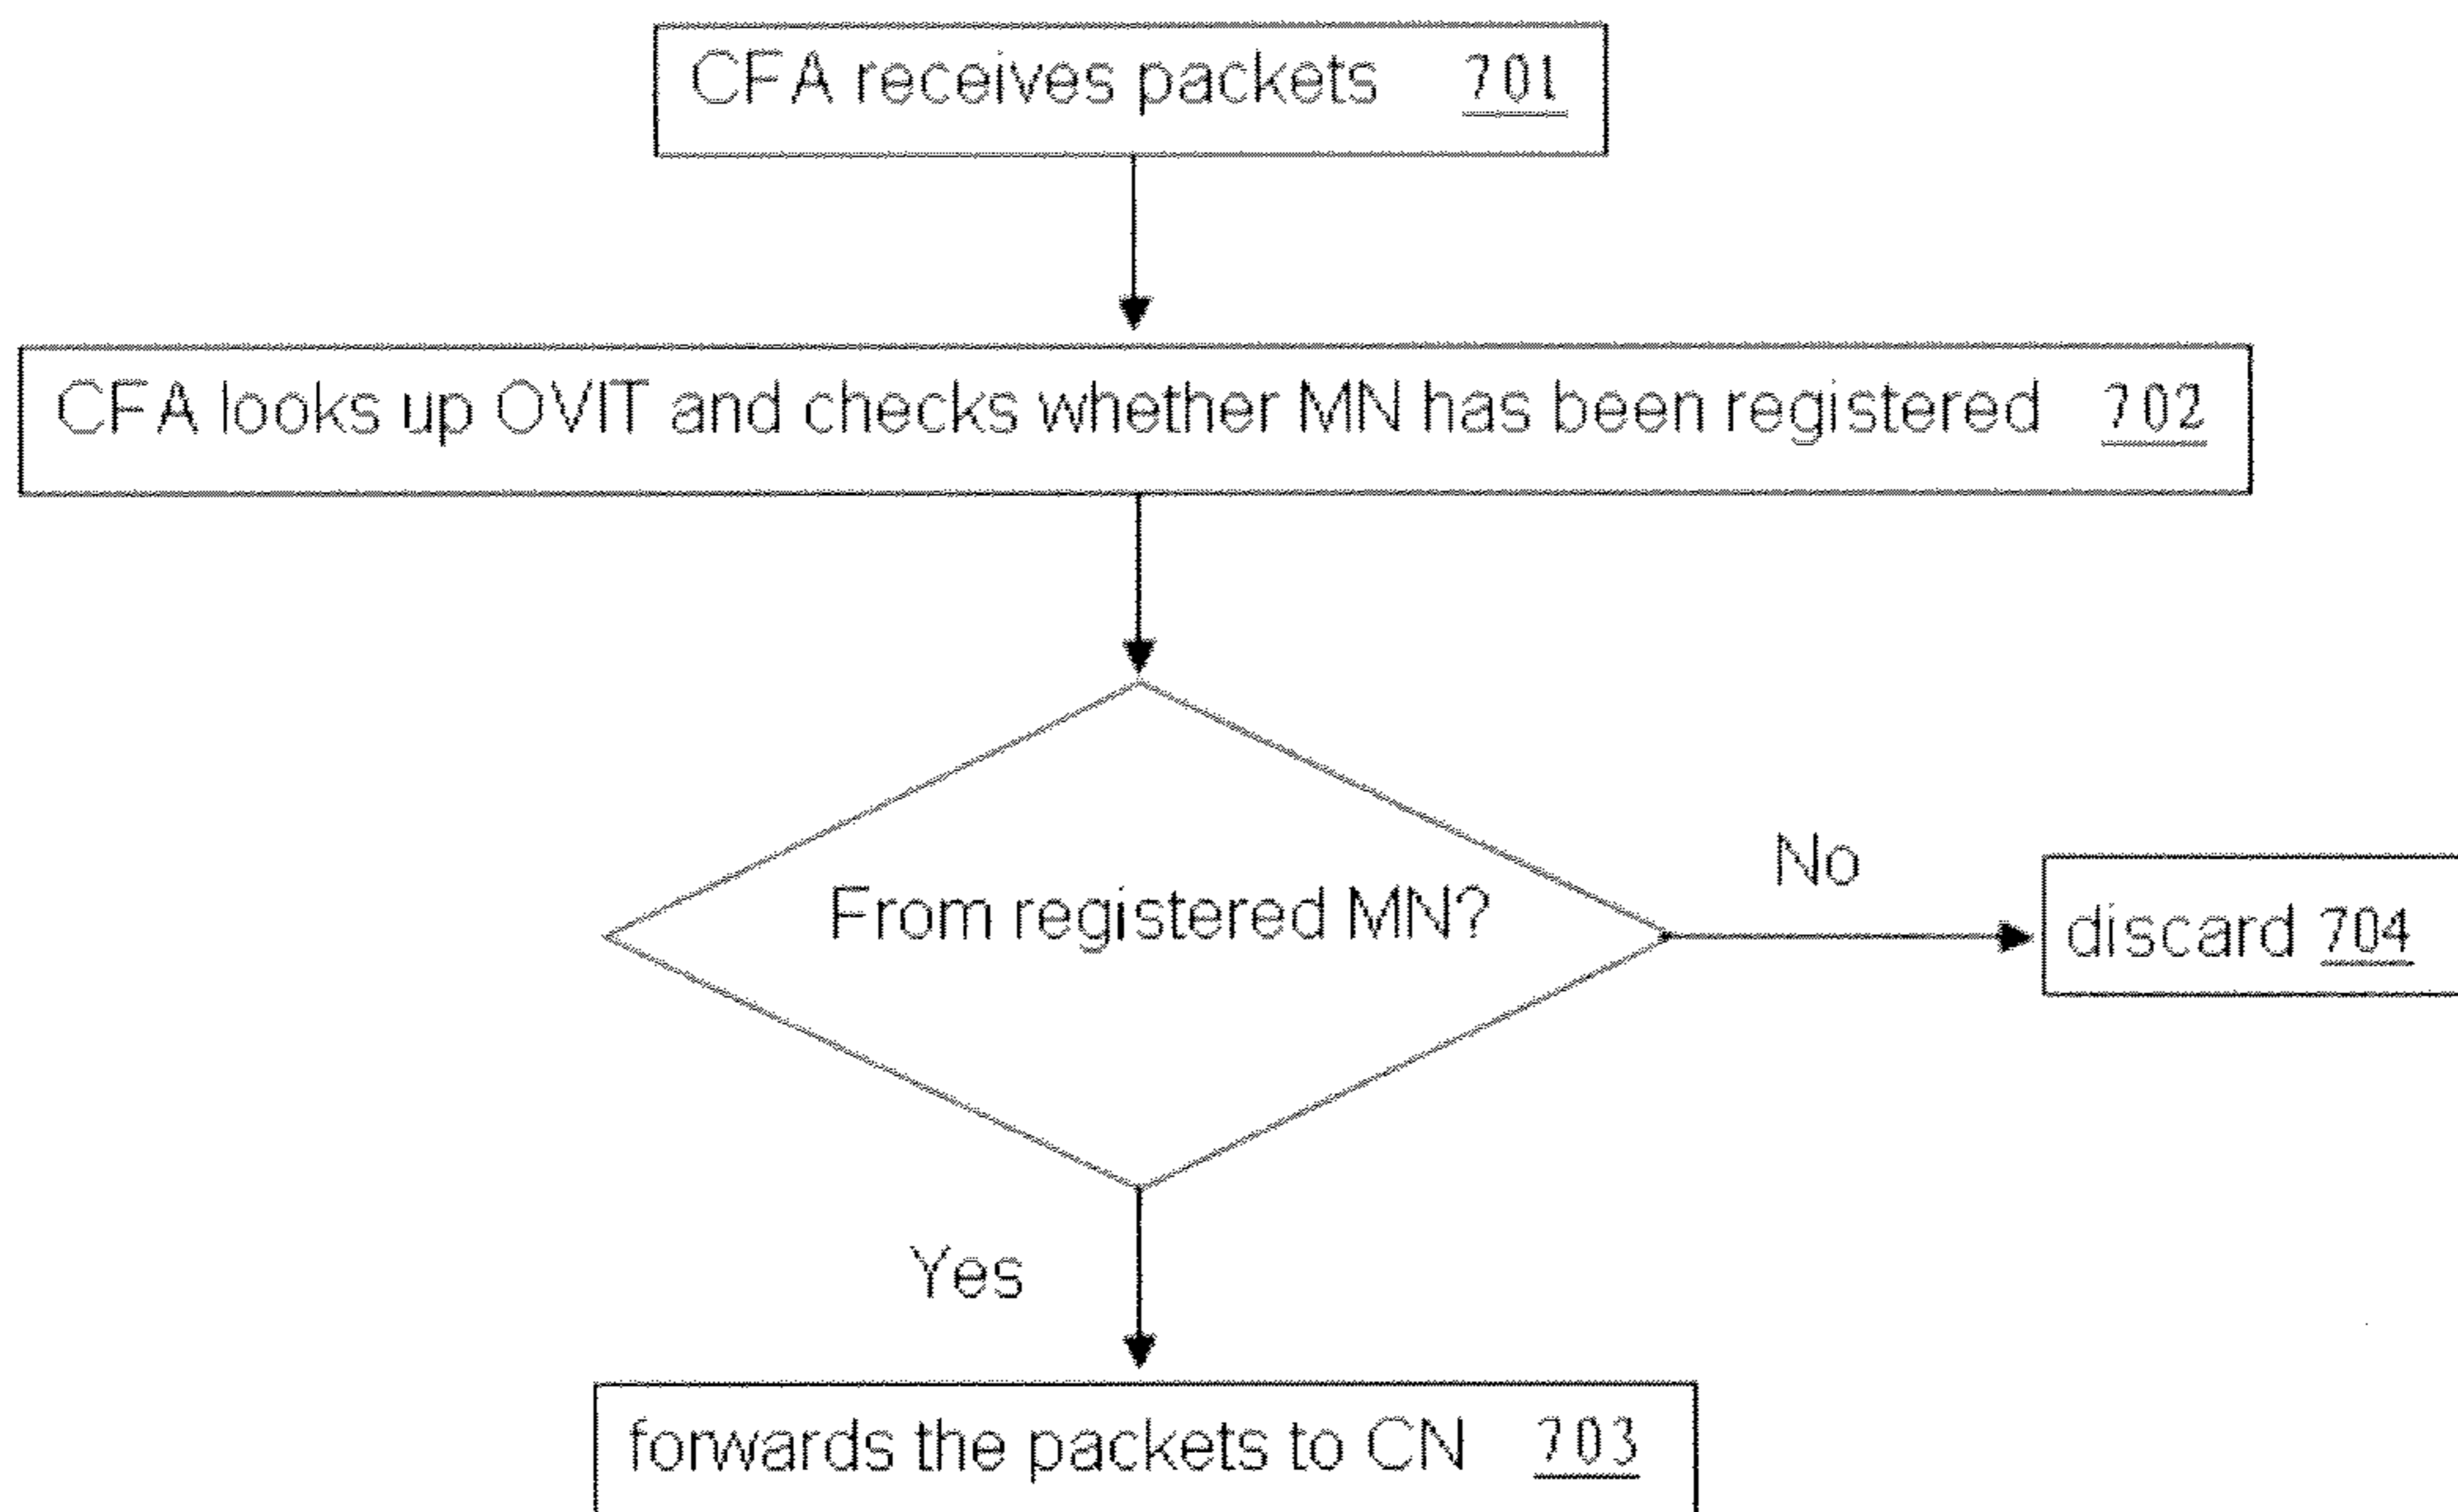 CFA receives packets 701
CFA looks up OVIT and checks whether MN has been registered 702
From registered MN?
No
discard 704
Yes
forwards the packets to CN 703